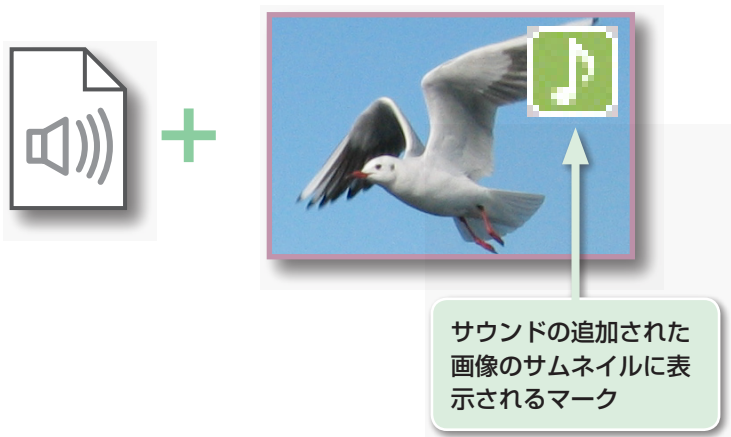 サウンドの追加された
画像のサムネイルに表
示されるマーク